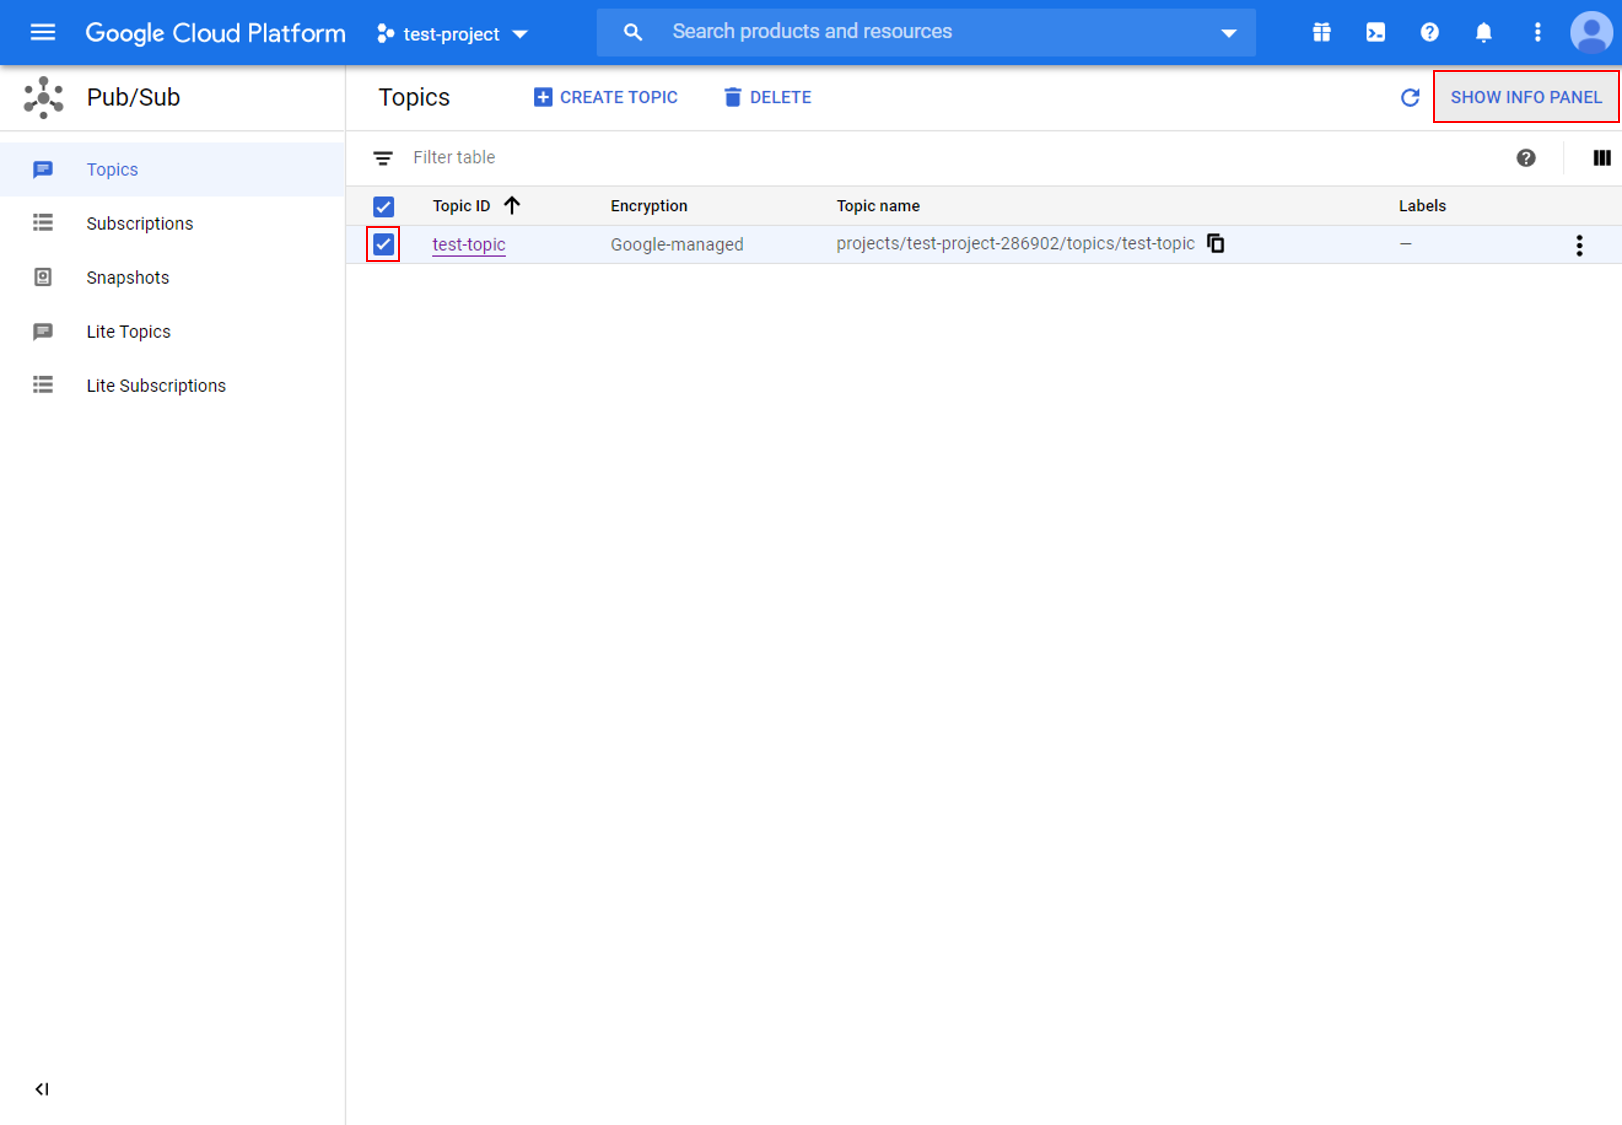 Google Cloud Platform test-project Search products and resources
Pub/Sub
Topics CREATE TOPIC DELETE SHOW INFO PANEL
Topics
Subscriptions
Snapshots
Lite Topics
Lite Subscriptions
Filter table
Topic ID Encryption Topic name Labels
test-topic Google-managed projects/test-project-286902/topics/test-topic –